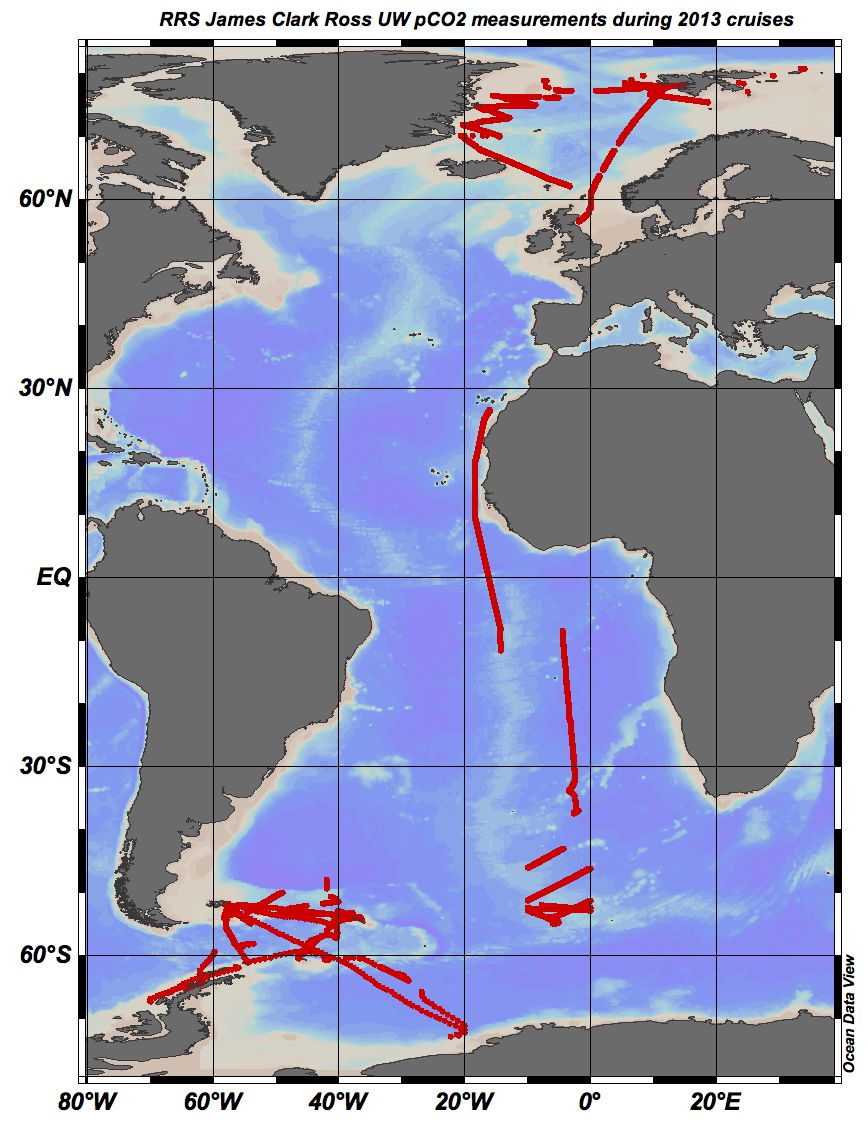 RRS James Clark Ross UW pCO2 measurements during 2013 cruises
60°N
30°N
EQ
30°S
60°S
80°W
60°W
40°W
20°W
0°
20°E
Ocean Data View